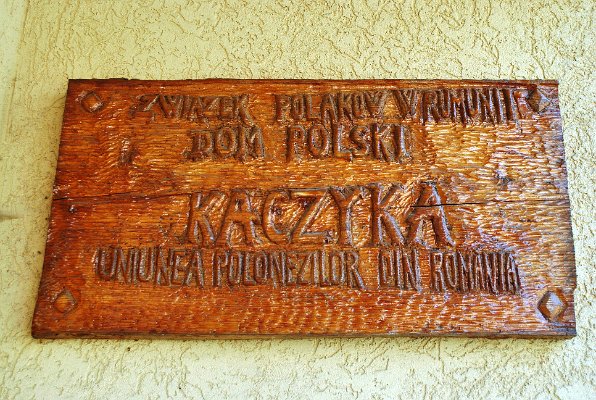 ZWIĄZEK POLAKÓW W RUMUNII
DOM POLSKI
KACZYKA
UNIUNEA POLONEZILOR DIN ROMÂNIA